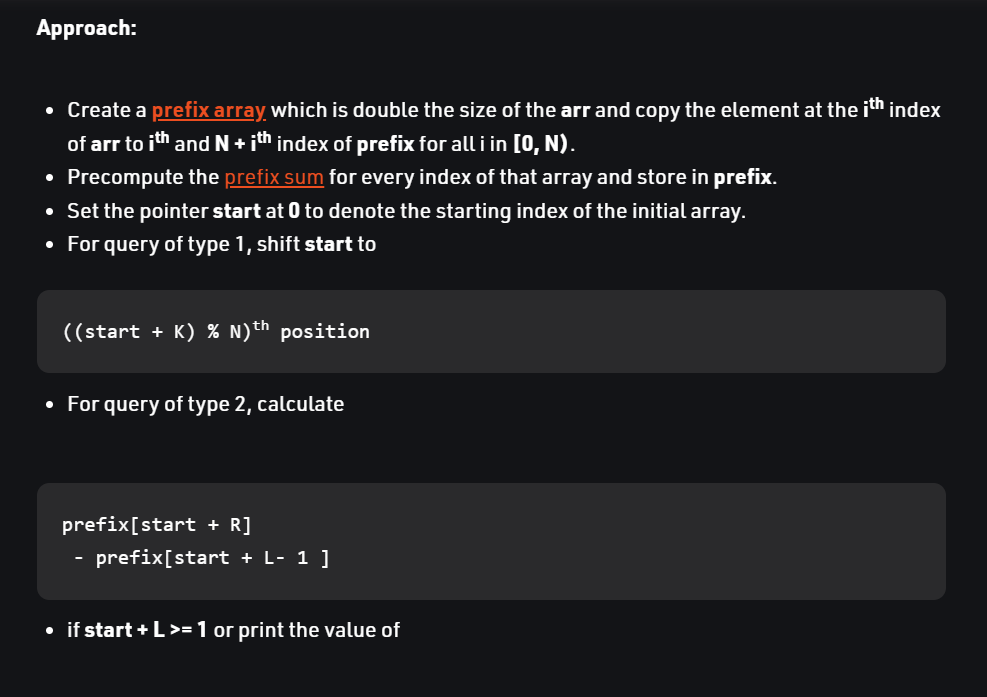 Approach:
• Create a prefix array which is double the size of the arr and copy the element at the ith index
of arr to ith and N + ith index of prefix for all i in [0, N).
• Precompute the prefix sum for every index of that array and store in prefix.
• Set the pointer start at 0 to denote the starting index of the initial array.
• For query of type 1, shift start to
((start + K) % N)th position
• For query of type 2, calculate
prefix[start + R]
- prefix[start + L- 1 ]
• if start + L >= 1 or print the value of